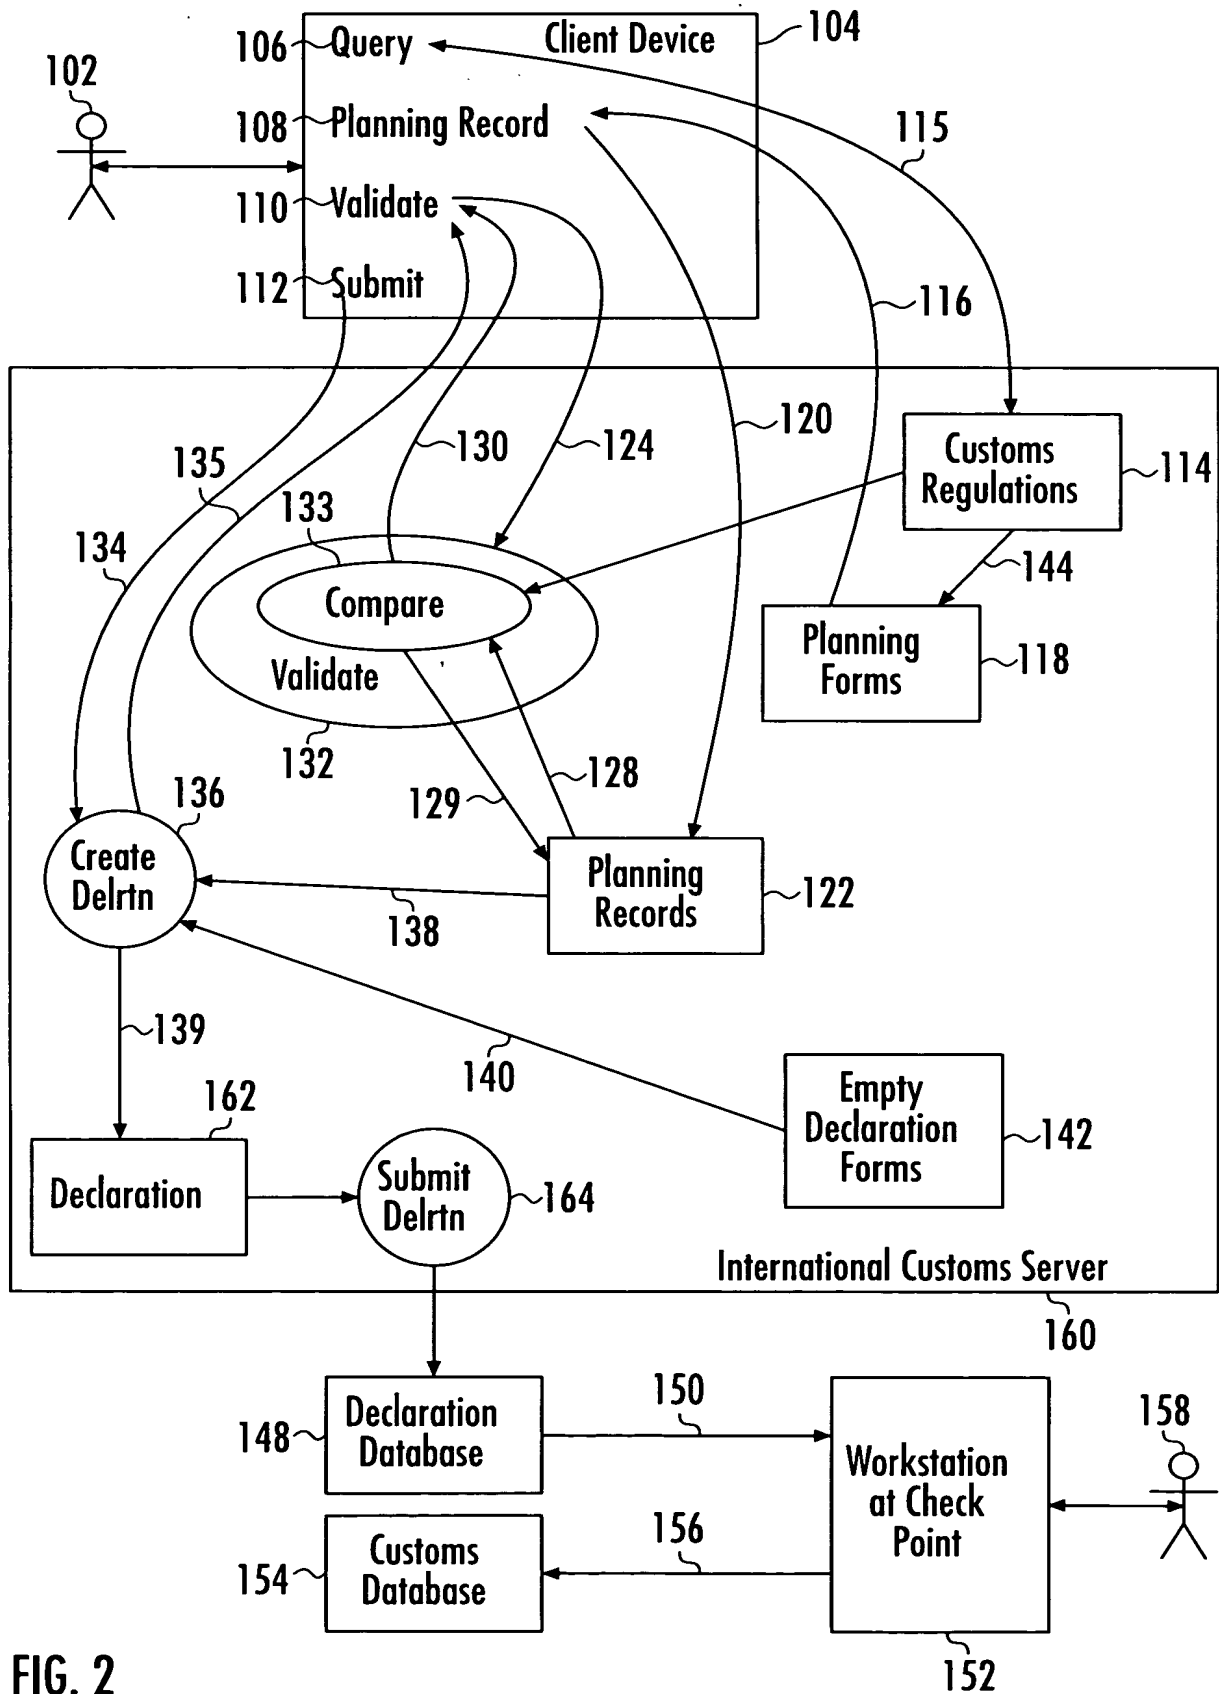 106
Query
Client Device
104
102
108
Planning Record
115
110
Validate
112
Submit
116
120
130
124
135
Customs
Regulations
114
133
134
144
Compare
Planning
Forms
118
Validate
132
128
129
136
Create
Delrtn
Planning
Records
122
138
139
140
162
Empty
Declaration
Forms
142
Declaration
Submit
Delrtn
164
International Customs Server
160
150
148
Declaration
Database
158
Workstation
at Check
Point
156
154
Customs
Database
152
FIG. 2